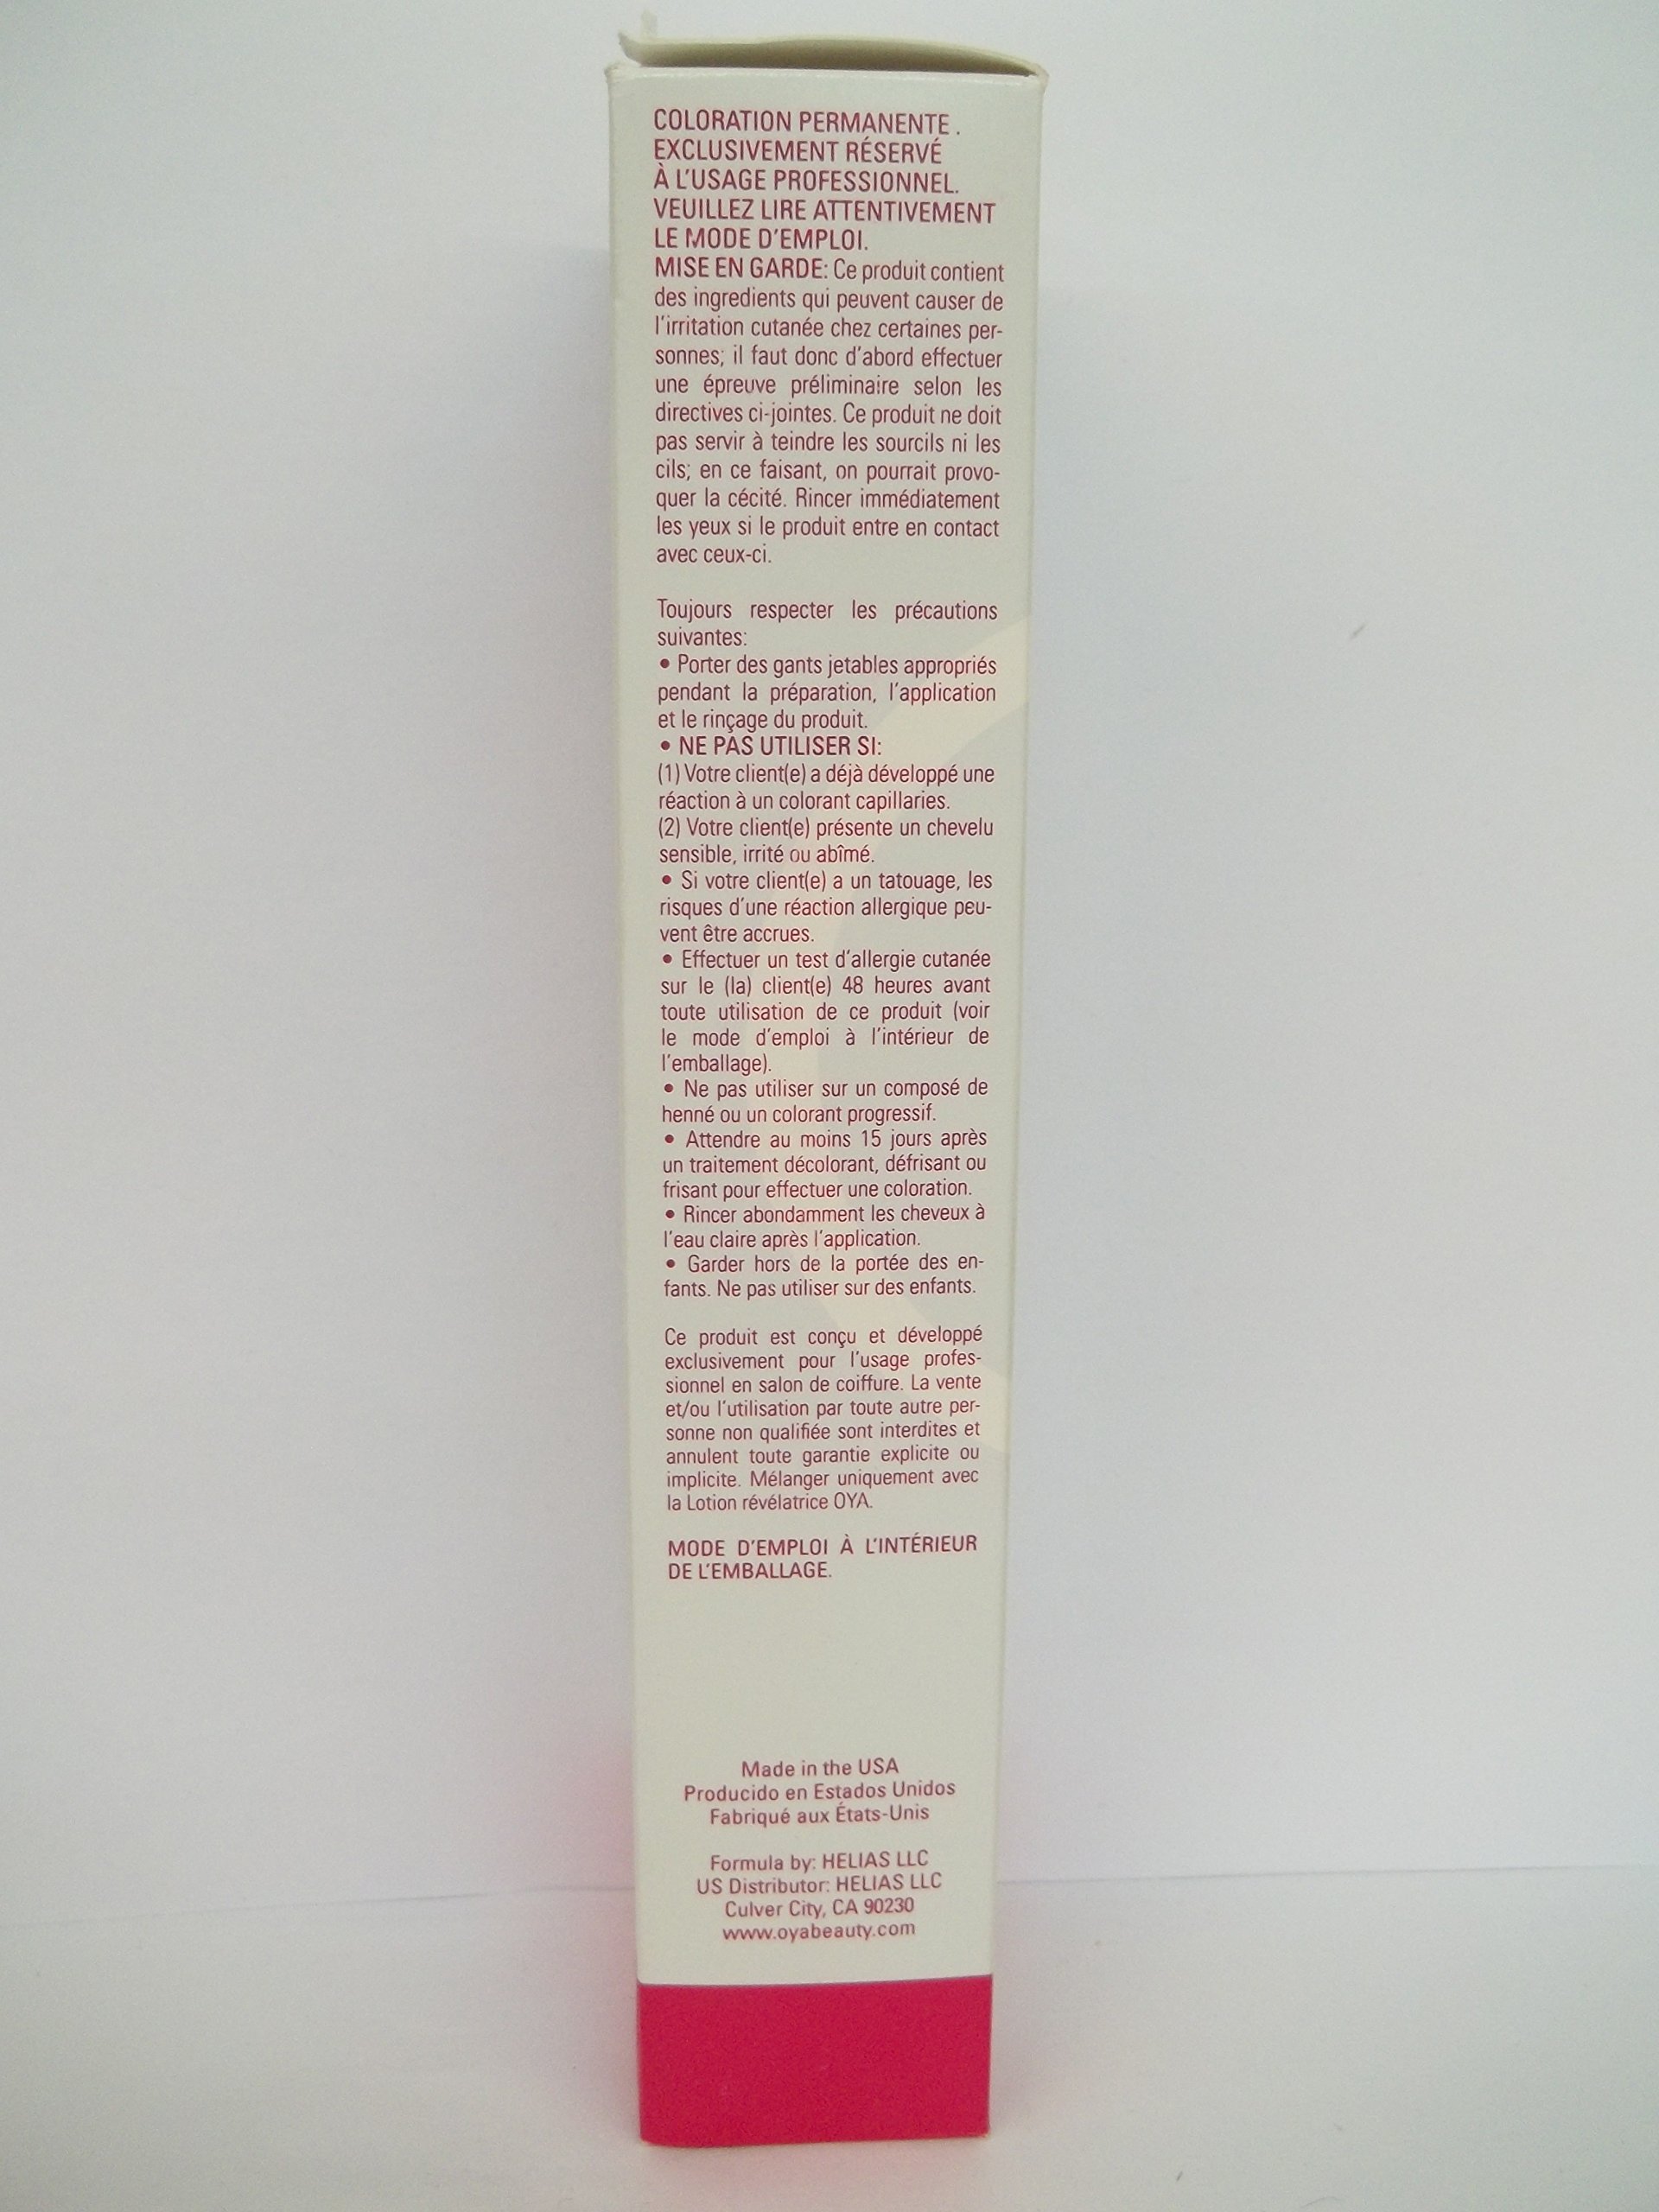 COLORATION PERMANENTE .
EXCLUSIVEMENT RÉSERVÉ
À L'USAGE PROFESSIONNEL.
VEUILLEZ LIRE ATTENTIVEMENT
LE MODE D'EMPLOI.
MISE EN GARDE: Ce produit contient
des ingredients qui peuvent causer de
l'irritation cutanée chez certaines per-
sonnes; il faut donc d'abord effectuer
une épreuve préliminaire selon les
directives ci-jointes. Ce produit ne doit
pas servir à teindre les sourcils ni les
cils; en ce faisant, on pourrait provo-
quer la cécité. Rincer immédiatement
les yeux si le produit entre en contact
avec ceux-ci.
Toujours respecter les précautions
suivantes:
• Porter des gants jetables appropriés
pendant la préparation, l'application
et le rinçage du produit.
• NE PAS UTILISER SI:
(1) Votre client(e) a déjà développé une
réaction à un colorant capillaries.
(2) Votre client(e) présente un chevelu
sensible, irrité ou abîmé.
• Si votre client(e) a un tatouage, les
risques d'une réaction allergique peu-
vent être accrues.
• Effectuer un test d'allergie cutanée
sur le (la) client(e) 48 heures avant
toute utilisation de ce produit (voir
le mode d'emploi à l'intérieur de
l'emballage).
• Ne pas utiliser sur un composé de
henné ou un colorant progressif.
• Attendre au moins 15 jours après
un traitement décolorant, défrisant ou
frisant pour effectuer une coloration.
• Rincer abondamment les cheveux à
l'eau claire après l'application.
• Garder hors de la portée des en-
fants. Ne pas utiliser sur des enfants.
Ce produit est conçu et développé
exclusivement pour l'usage profes-
sionnel en salon de coiffure. La vente
et/ou l'utilisation par toute autre per-
sonne non qualifiée sont interdites et
annulent toute garantie explicite ou
implicite. Mélanger uniquement avec
la Lotion révélatrice OYA.
MODE D'EMPLOI À L'INTÉRIEUR
DE L'EMBALLAGE.
Made in the USA
Producido en Estados Unidos
Fabriqué aux États-Unis
Formula by: HELIAS LLC
US Distributor: HELIAS LLC
Culver City, CA 90230
www.oyabeauty.com